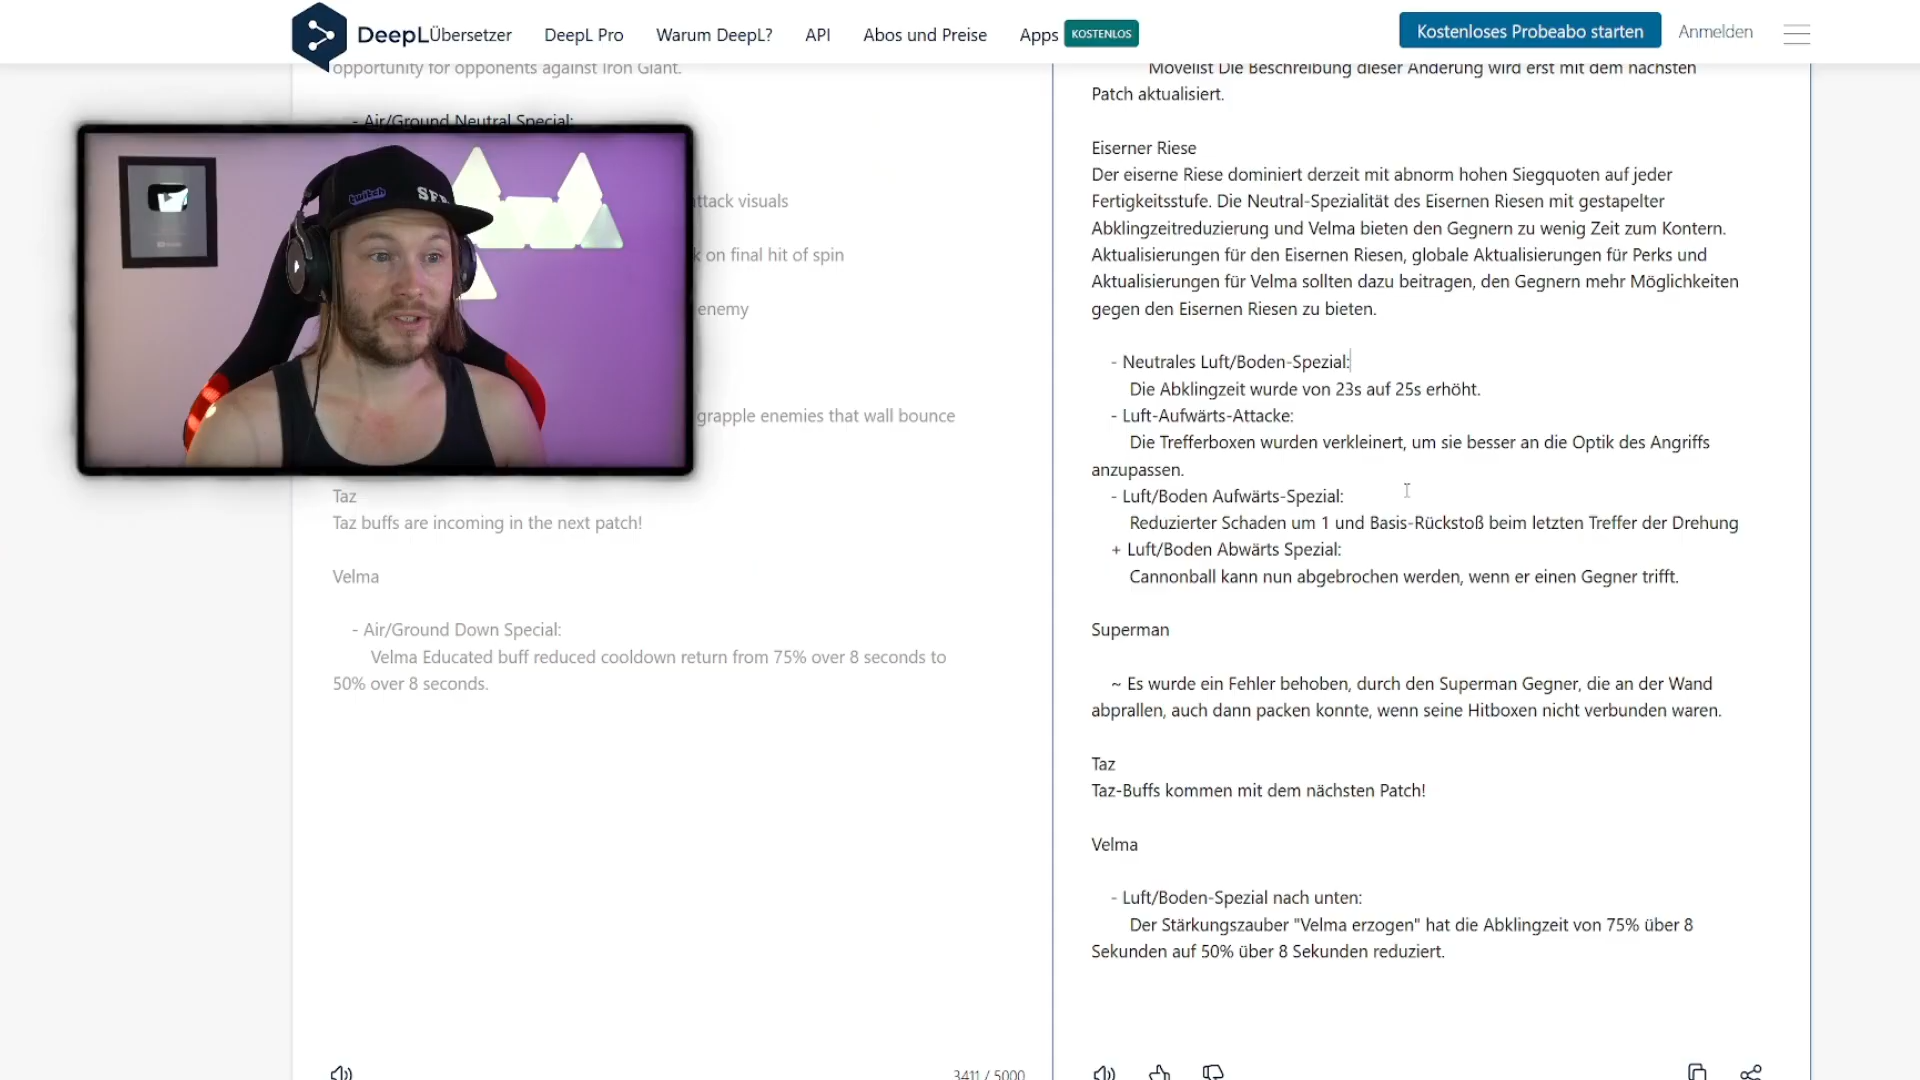 DeepL Übersetzer
DeepL Pro
Warum DeepL?
API
Abos und Preise
Apps KOSTENLOS
Kostenloses Probeabo starten
Anmelden
opportunity for opponents against Iron Giant.
- Air/Ground Neutral Special:
attack visuals
on final hit of spin
enemy
grapple enemies that wall bounce
Taz
Taz buffs are incoming in the next patch!
Velma
- Air/Ground Down Special:
Velma Educated buff reduced cooldown return from 75% over 8 seconds to
50% over 8 seconds.
3411 / 5000
twitch
Movelist Die Beschreibung dieser Änderung wird erst mit dem nächsten
Patch aktualisiert.
Eiserner Riese
Der eiserne Riese dominiert derzeit mit abnorm hohen Siegquoten auf jeder
Fertigkeitsstufe. Die Neutral-Spezialität des Eisernen Riesen mit gestapelter
Abklingzeitreduzierung und Velma bieten den Gegnern zu wenig Zeit zum Kontern.
Aktualisierungen für den Eisernen Riesen, globale Aktualisierungen für Perks und
Aktualisierungen für Velma sollten dazu beitragen, den Gegnern mehr Möglichkeiten
gegen den Eisernen Riesen zu bieten.
- Neutrales Luft/Boden-Spezial:
Die Abklingzeit wurde von 23s auf 25s erhöht.
- Luft-Aufwärts-Attacke:
Die Trefferboxen wurden verkleinert, um sie besser an die Optik des Angriffs
anzupassen.
- Luft/Boden Aufwärts-Spezial:
Reduzierter Schaden um 1 und Basis-Rückstoß beim letzten Treffer der Drehung
+ Luft/Boden Abwärts Spezial:
Cannonball kann nun abgebrochen werden, wenn er einen Gegner trifft.
Superman
~ Es wurde ein Fehler behoben, durch den Superman Gegner, die an der Wand
abprallen, auch dann packen konnte, wenn seine Hitboxen nicht verbunden waren.
Taz
Taz-Buffs kommen mit dem nächsten Patch!
Velma
- Luft/Boden-Spezial nach unten:
Der Stärkungszauber "Velma erzogen" hat die Abklingzeit von 75% über 8
Sekunden auf 50% über 8 Sekunden reduziert.